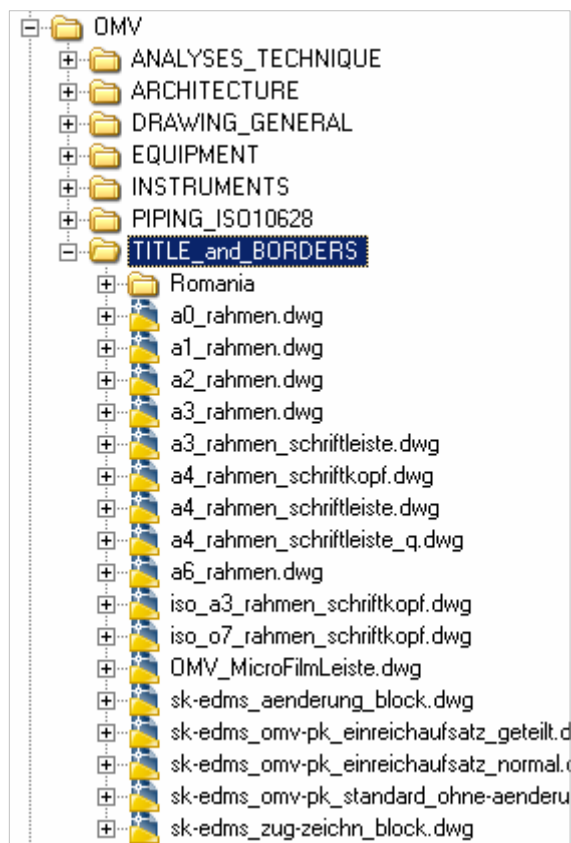 OMV
ANALYSES_TECHNIQUE
ARCHITECTURE
DRAWING_GENERAL
EQUIPMENT
INSTRUMENTS
PIPING_ISO10628
TITLE_and_BORDERS
Romania
a0_rahmen.dwg
a1_rahmen.dwg
a2_rahmen.dwg
a3_rahmen.dwg
a3_rahmen_schriftleiste.dwg
a4_rahmen_schriftkopf.dwg
a4_rahmen_schriftleiste.dwg
a4_rahmen_schriftleiste_q.dwg
a6_rahmen.dwg
iso_a3_rahmen_schriftkopf.dwg
iso_o7_rahmen_schriftkopf.dwg
OMV_MicroFilmLeiste.dwg
sk-edms_aenderung_block.dwg
sk-edms_omv-pk_einreichaufsatz_geteilt.d
sk-edms_omv-pk_einreichaufsatz_normal.
sk-edms_omv-pk_standard_ohne-aenderu
sk-edms_zug-zeichn_block.dwg